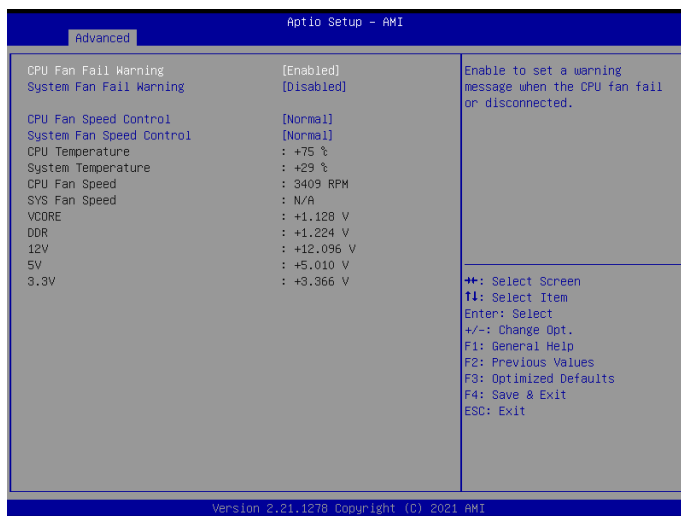 Aptio Setup – AMI
Advanced
CPU Fan Fail Warning [Enabled]
System Fan Fail Warning [Disabled]
CPU Fan Speed Control [Normal]
System Fan Speed Control [Normal]
CPU Temperature : +75 ℃
System Temperature : +29 ℃
CPU Fan Speed : 3409 RPM
SYS Fan Speed : N/A
VCORE : +1.128 V
DDR : +1.224 V
12V : +12.096 V
5V : +5.010 V
3.3V : +3.366 V
Enable to set a warning
message when the CPU fan fail
or disconnected.
→←: Select Screen
↑↓: Select Item
Enter: Select
+/-: Change Opt.
F1: General Help
F2: Previous Values
F3: Optimized Defaults
F4: Save & Exit
ESC: Exit
Version 2.21.1278 Copyright (C) 2021 AMI